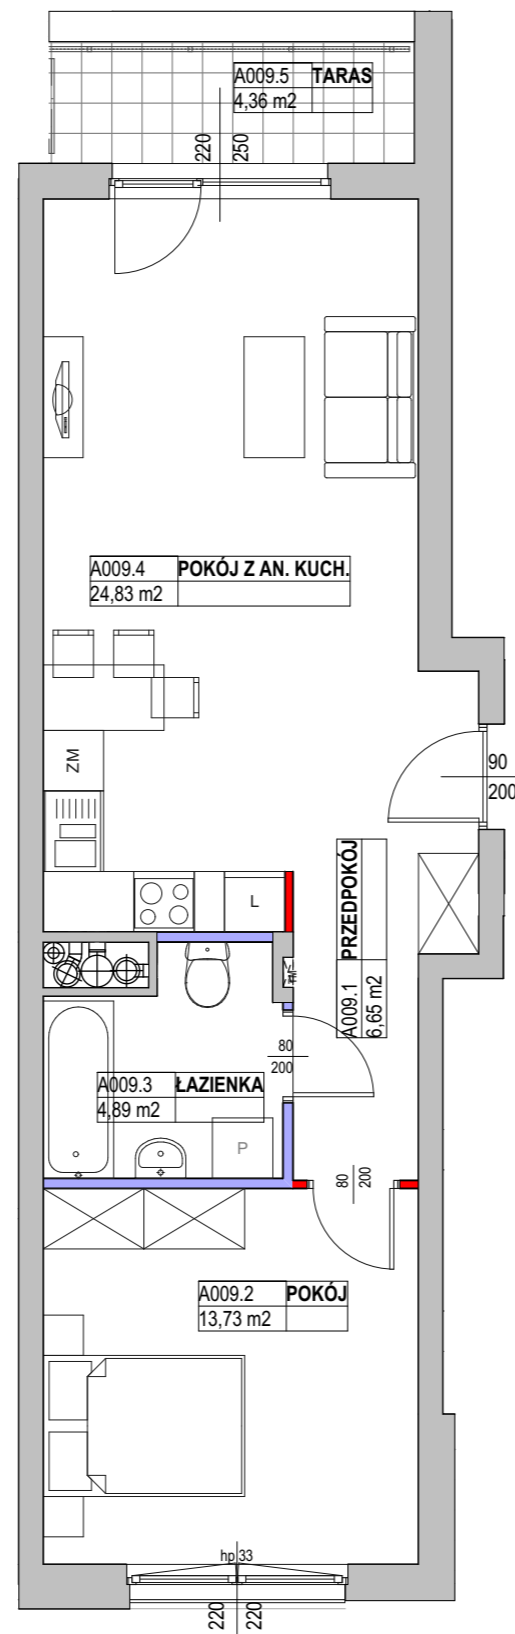 A009.5 TARAS
4,36 m2
220
250
A009.4 POKÓJ Z AN. KUCH.
24,83 m2
ZM
90
200
L
A009.1 PRZEDPOKÓJ
6,65 m2
80
200
A009.3 ŁAZIENKA
4,89 m2
P
80
200
A009.2 POKÓJ
13,73 m2
hp 33
220
220